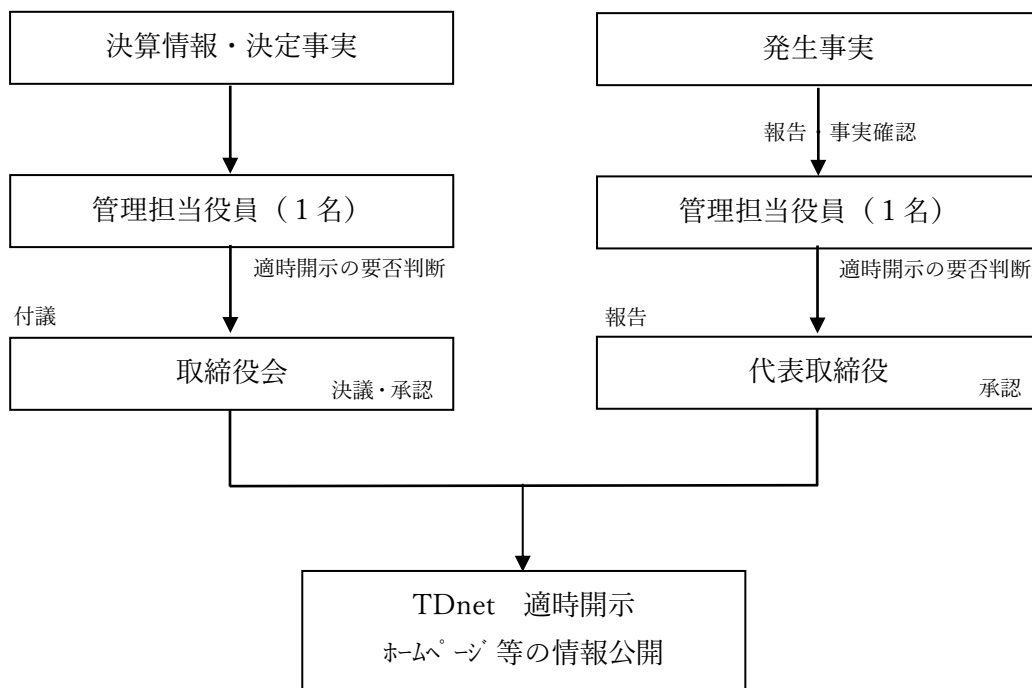 決算情報・決定事実
発生事実
報告・事実確認
管理担当役員（１名）
管理担当役員（１名）
適時開示の要否判断
適時開示の要否判断
付議
報告
取締役会
決議・承認
代表取締役
承認
TDnet　適時開示
ﾎｰﾑﾍﾟｰｼﾞ等の情報公開